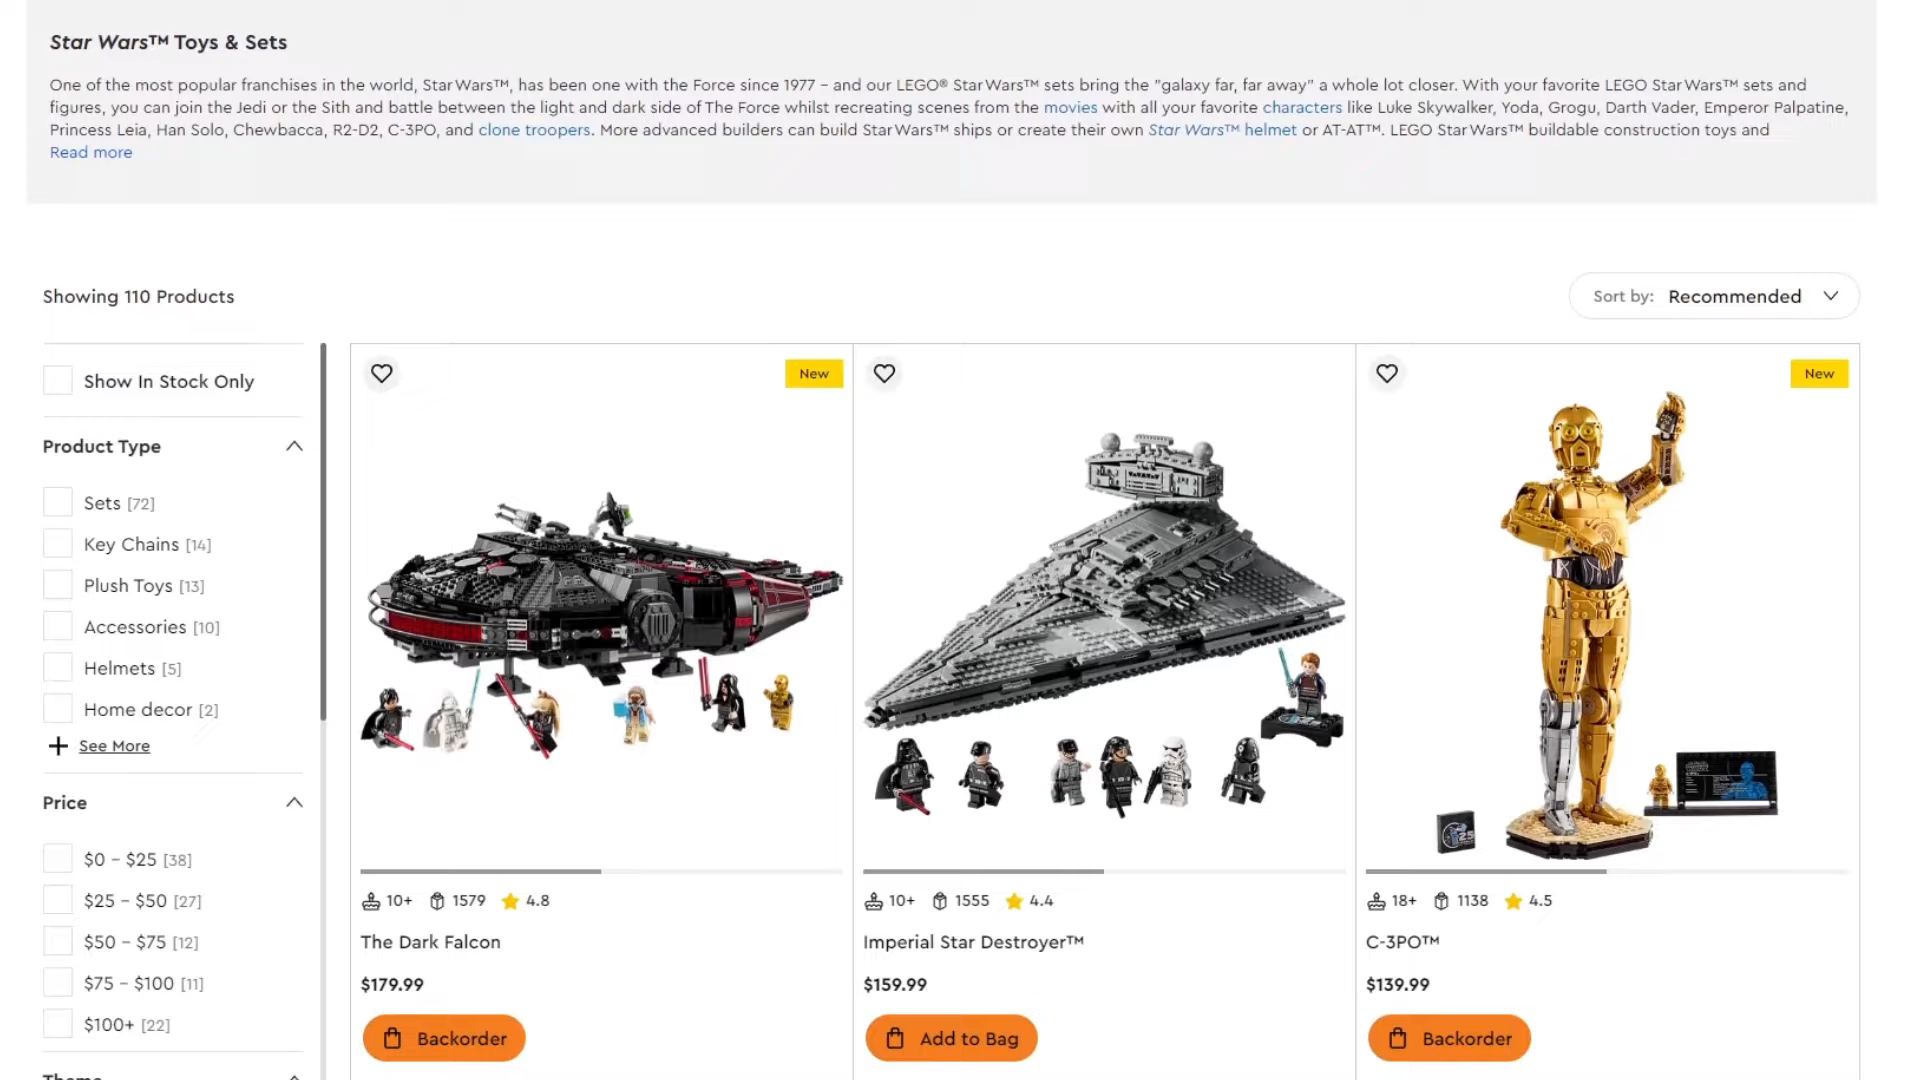 Star Wars™ Toys & Sets
One of the most popular franchises in the world, Star Wars™, has been one with the Force since 1977 – and our LEGO® Star Wars™ sets bring the "galaxy far, far away" a whole lot closer. With your favorite LEGO Star Wars™ sets and
figures, you can join the Jedi or the Sith and battle between the light and dark side of The Force whilst recreating scenes from the movies with all your favorite characters like Luke Skywalker, Yoda, Grogu, Darth Vader, Emperor Palpatine,
Princess Leia, Han Solo, Chewbacca, R2-D2, C-3PO, and clone troopers. More advanced builders can build Star Wars™ ships or create their own Star Wars™ helmet or AT-AT™. LEGO Star Wars™ buildable construction toys and
Read more
Showing 110 Products
Sort by: Recommended
Show In Stock Only
Product Type
Sets [72]
Key Chains [14]
Plush Toys [13]
Accessories [10]
Helmets [5]
Home decor [2]
See More
Price
$0 – $25 [38]
$25 – $50 [27]
$50 – $75 [12]
$75 – $100 [11]
$100+ [22]
Theme
New
10+ 1579 4.8
The Dark Falcon
$179.99
Backorder
10+ 1555 4.4
Imperial Star Destroyer™
$159.99
Add to Bag
New
25
18+ 1138 4.5
C-3PO™
$139.99
Backorder